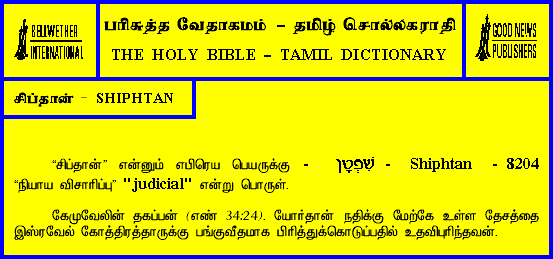 BELLWETHER
INTERNATIONAL
பரிசுத்த வேதாகமம் – தமிழ் சொல்லகராதி
THE HOLY BIBLE – TAMIL DICTIONARY
GOOD NEWS
PUBLISHERS
சிப்தான் – SHIPHTAN
“சிப்தான்” என்னும் எபிரெய பெயருக்கு - שִׁפְטָן - Shiphtan - 8204
“நியாய விசாரிப்பு” "judicial" என்று பொருள்.
கேமுவேலின் தகப்பன் (எண் 34:24). யோர்தான் நதிக்கு மேற்கே உள்ள தேசத்தை
இஸ்ரவேல் கோத்திரத்தாருக்கு பங்குவீதமாக பிரித்துக்கொடுப்பதில் உதவிபுரிந்தவன்.